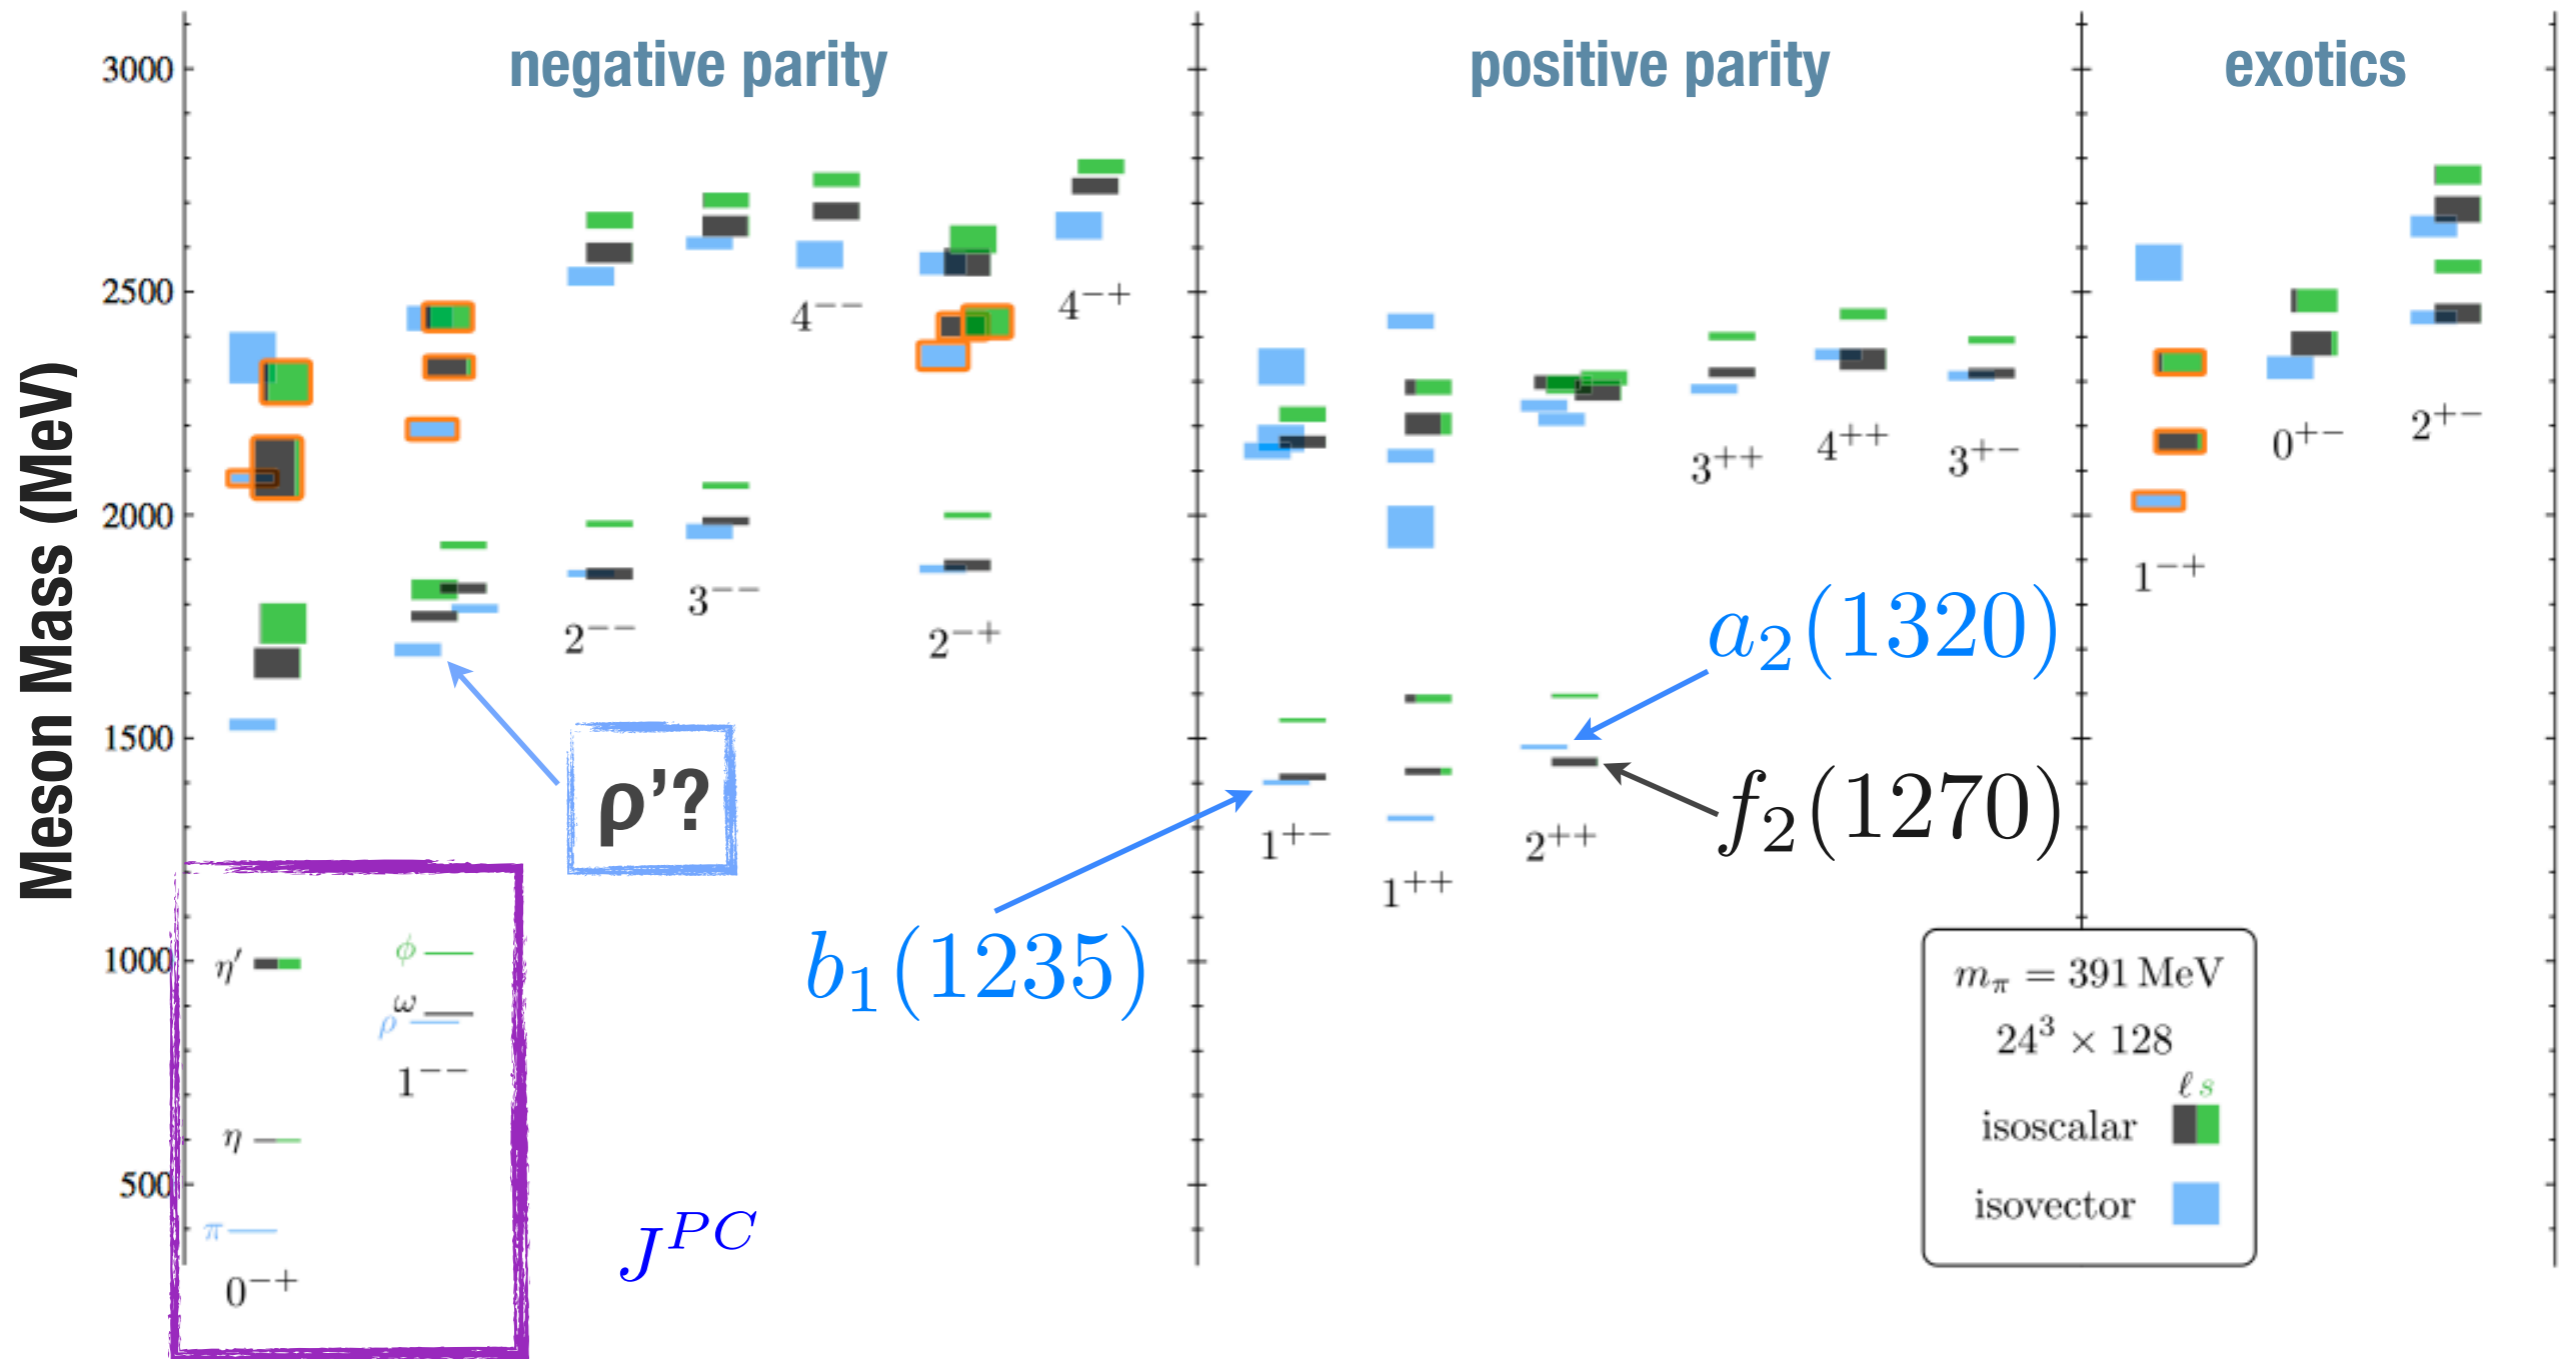 Meson Mass (MeV)
negative parity
positive parity
exotics
3000
2500
2000
1500
1000
500
4⁻⁻
4⁻⁺
2⁻⁻
3⁻⁻
2⁻⁺
3⁺⁺
4⁺⁺
3⁺⁻
0⁺⁻
2⁺⁻
1⁻⁺
a₂(1320)
ρ’?
f₂(1270)
1⁺⁻
1⁺⁺
2⁺⁺
b₁(1235)
η′
ϕ
ω
ρ
1⁻⁻
η
π
0⁻⁺
Jᴾᶜ
m_π = 391 MeV
24³ × 128
ℓ s
isoscalar
isovector